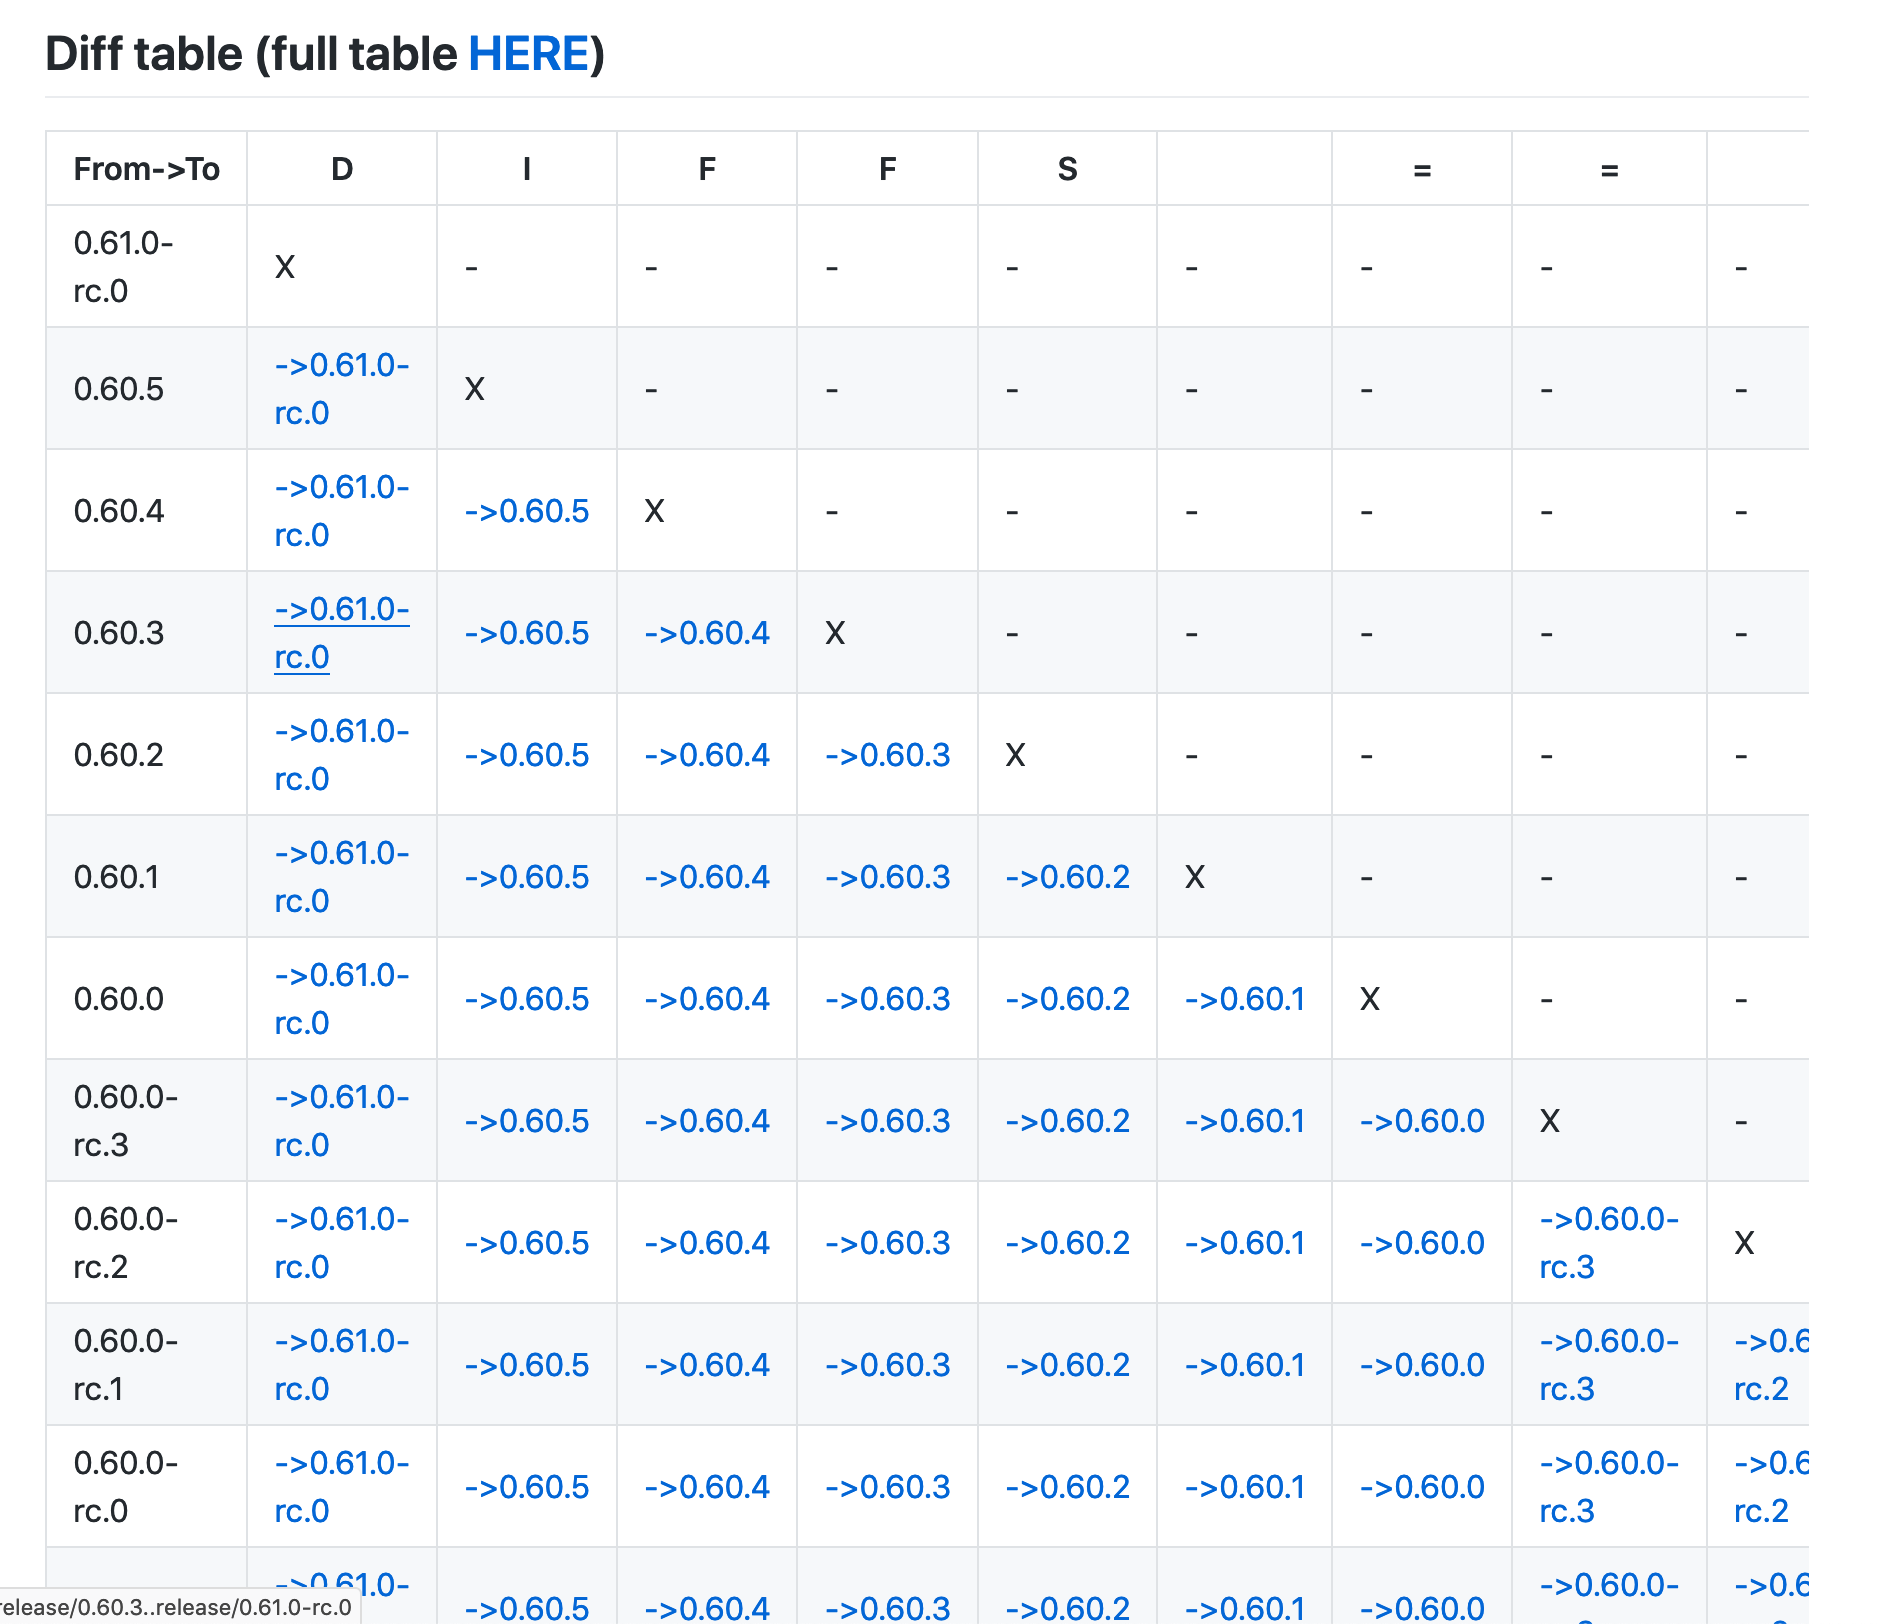 Diff table (full table HERE)
From->To D I F F S = =
0.61.0-
rc.0 X - - - - - - - -
0.60.5 ->0.61.0-
rc.0 X - - - - - - -
0.60.4 ->0.61.0-
rc.0 ->0.60.5 X - - - - - -
0.60.3 ->0.61.0-
rc.0 ->0.60.5 ->0.60.4 X - - - - -
0.60.2 ->0.61.0-
rc.0 ->0.60.5 ->0.60.4 ->0.60.3 X - - - -
0.60.1 ->0.61.0-
rc.0 ->0.60.5 ->0.60.4 ->0.60.3 ->0.60.2 X - - -
0.60.0 ->0.61.0-
rc.0 ->0.60.5 ->0.60.4 ->0.60.3 ->0.60.2 ->0.60.1 X - -
0.60.0-
rc.3 ->0.61.0-
rc.0 ->0.60.5 ->0.60.4 ->0.60.3 ->0.60.2 ->0.60.1 ->0.60.0 X -
0.60.0-
rc.2 ->0.61.0-
rc.0 ->0.60.5 ->0.60.4 ->0.60.3 ->0.60.2 ->0.60.1 ->0.60.0 ->0.60.0-
rc.3 X
0.60.0-
rc.1 ->0.61.0-
rc.0 ->0.60.5 ->0.60.4 ->0.60.3 ->0.60.2 ->0.60.1 ->0.60.0 ->0.60.0-
rc.3 ->0.6
rc.2
0.60.0-
rc.0 ->0.61.0-
rc.0 ->0.60.5 ->0.60.4 ->0.60.3 ->0.60.2 ->0.60.1 ->0.60.0 ->0.60.0-
rc.3 ->0.6
rc.2
->0.61.0-
->0.60.5 ->0.60.4 ->0.60.3 ->0.60.2 ->0.60.1 ->0.60.0 ->0.60.0- ->0.6
elease/0.60.3..release/0.61.0-rc.0